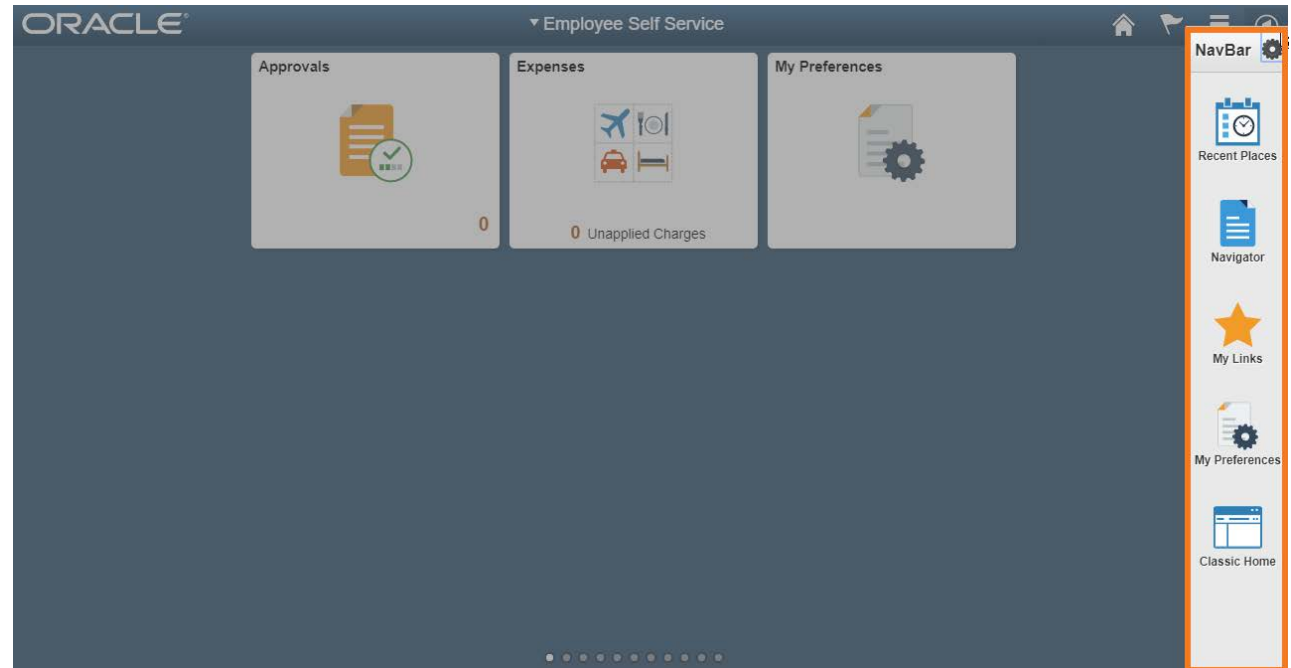 ORACLE
Employee Self Service
NavBar
Approvals
0
Expenses
0 Unapplied Charges
My Preferences
Recent Places
Navigator
My Links
My Preferences
Classic Home